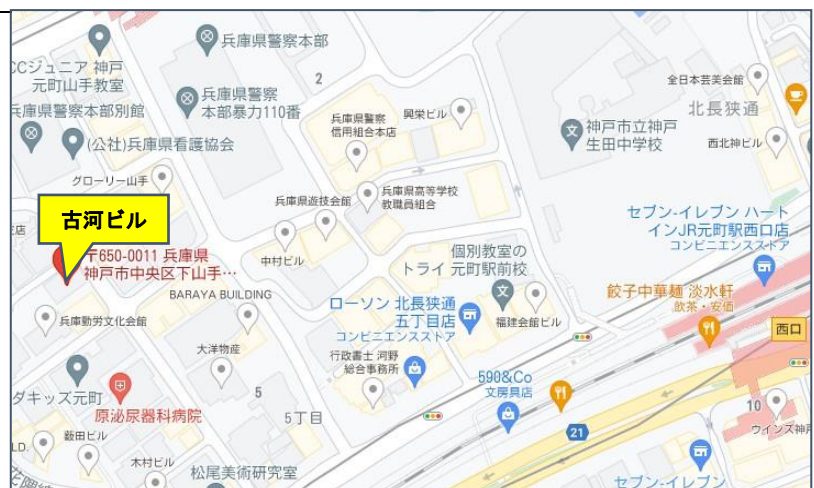 兵庫県警察本部
CCジュニア 神戸
元町山手教室
2
全日本芸美会館
兵庫県警察
本部暴力110番
兵庫県警察本部別館
兵庫県警察
信用組合本店
興栄ビル
北長狭通
神戸市立神戸
生田中学校
西北神ビル
(公社)兵庫県看護協会
グローリー山手
兵庫県遊技会館
兵庫県高等学校
教職員組合
セブン-イレブン ハート
インJR元町駅西口店
コンビニエンスストア
古河ビル
店
〒650-0011 兵庫県
神戸市中央区下山手…
中村ビル
個別教室の
トライ 元町駅前校
BARAYA BUILDING
餃子中華麺 淡水軒
飲茶・安価
兵庫勤労文化会館
ローソン 北長狭通
五丁目店
コンビニエンスストア
福建会館ビル
西口
大洋物産
行政書士 河野
総合事務所
590&Co
文房具店
ダキッズ元町
原泌尿器科病院
5
5丁目
10
21
ウインズ神戸
薮田ビル
LD.
木村ビル
松尾美術研究室
セブン-イレブン